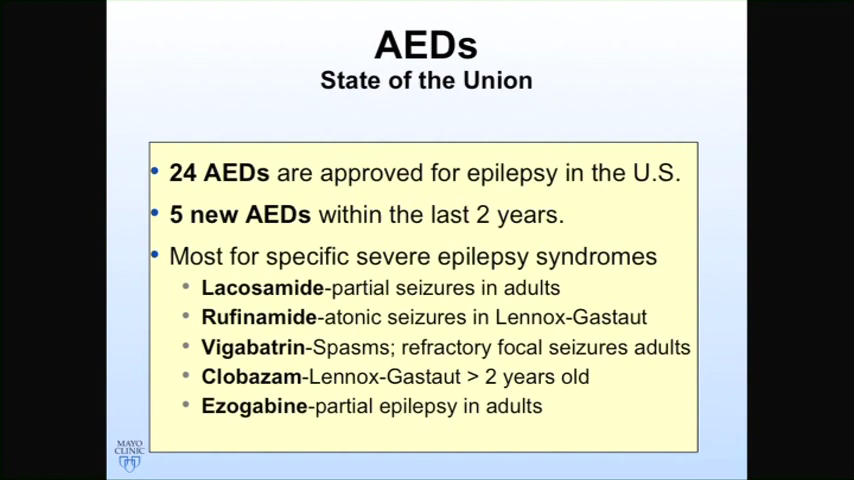 AEDs
State of the Union
• 24 AEDs are approved for epilepsy in the U.S.
• 5 new AEDs within the last 2 years.
• Most for specific severe epilepsy syndromes
• Lacosamide-partial seizures in adults
• Rufinamide-atonic seizures in Lennox-Gastaut
• Vigabatrin-Spasms; refractory focal seizures adults
• Clobazam-Lennox-Gastaut > 2 years old
• Ezogabine-partial epilepsy in adults
MAYO
CLINIC